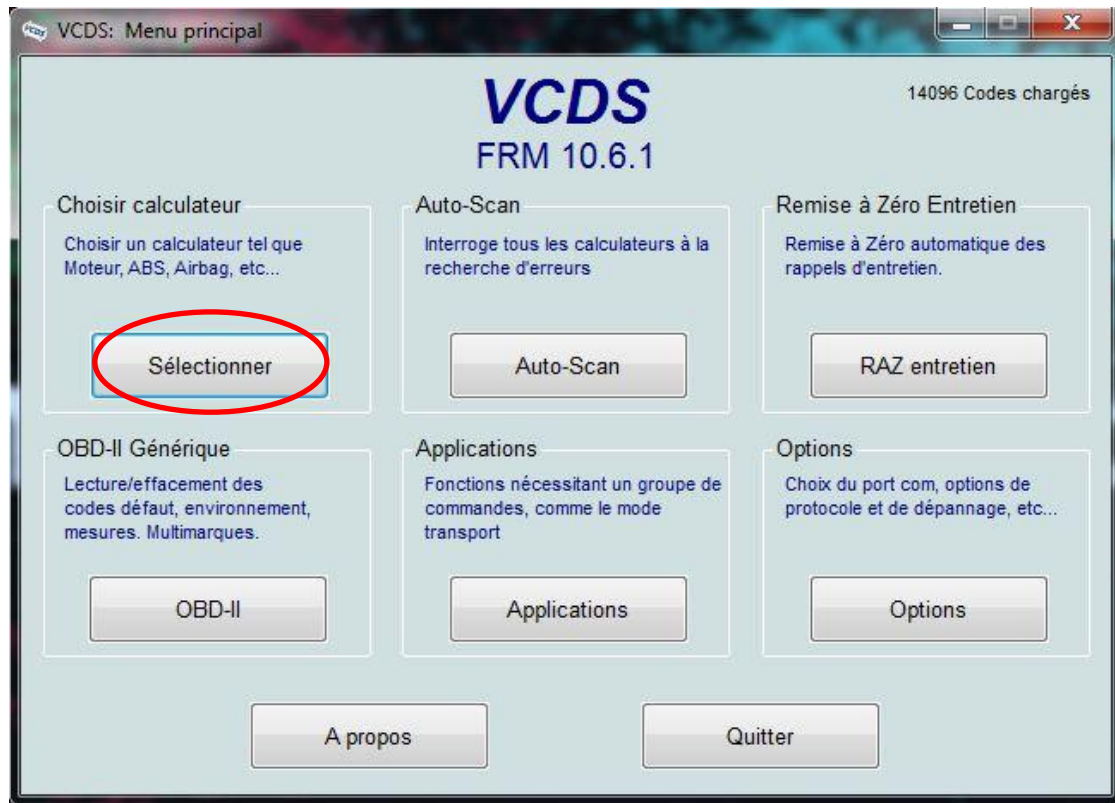 VCDS: Menu principal
VCDS
FRM 10.6.1
14096 Codes chargés
Choisir calculateur
Choisir un calculateur tel que
Moteur, ABS, Airbag, etc...
Sélectionner
Auto-Scan
Interroge tous les calculateurs à la
recherche d'erreurs
Auto-Scan
Remise à Zéro Entretien
Remise à Zéro automatique des
rappels d'entretien.
RAZ entretien
OBD-II Générique
Lecture/effacement des
codes défaut, environnement,
mesures. Multimarques.
OBD-II
Applications
Fonctions nécessitant un groupe de
commandes, comme le mode
transport
Applications
Options
Choix du port com, options de
protocole et de dépannage, etc...
Options
A propos
Quitter